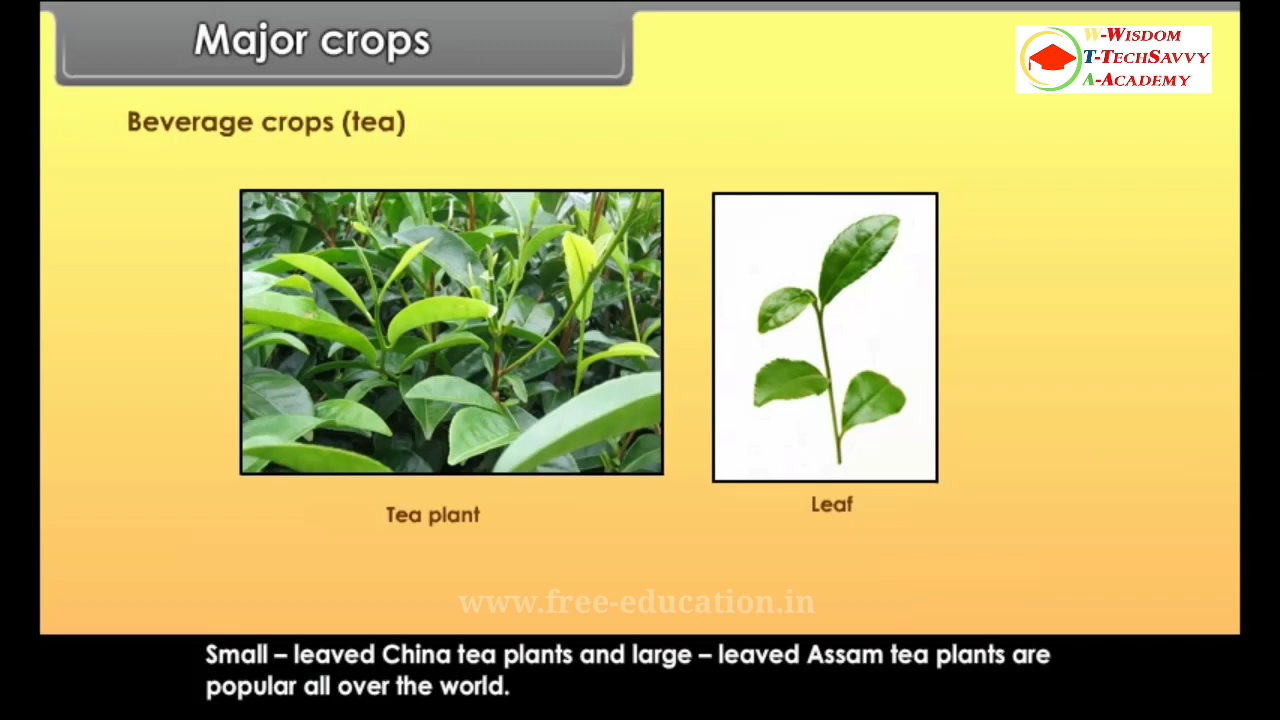 Major crops
W-WISDOM
T-TECHSAVVY
A-ACADEMY
Beverage crops (tea)
Tea plant
Leaf
www.free-education.in
Small – leaved China tea plants and large – leaved Assam tea plants are
popular all over the world.